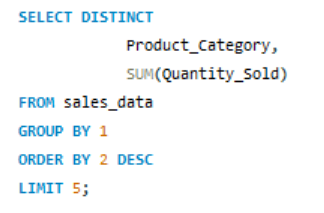 SELECT DISTINCT
Product_Category,
SUM(Quantity_Sold)
FROM sales_data
GROUP BY 1
ORDER BY 2 DESC
LIMIT 5;